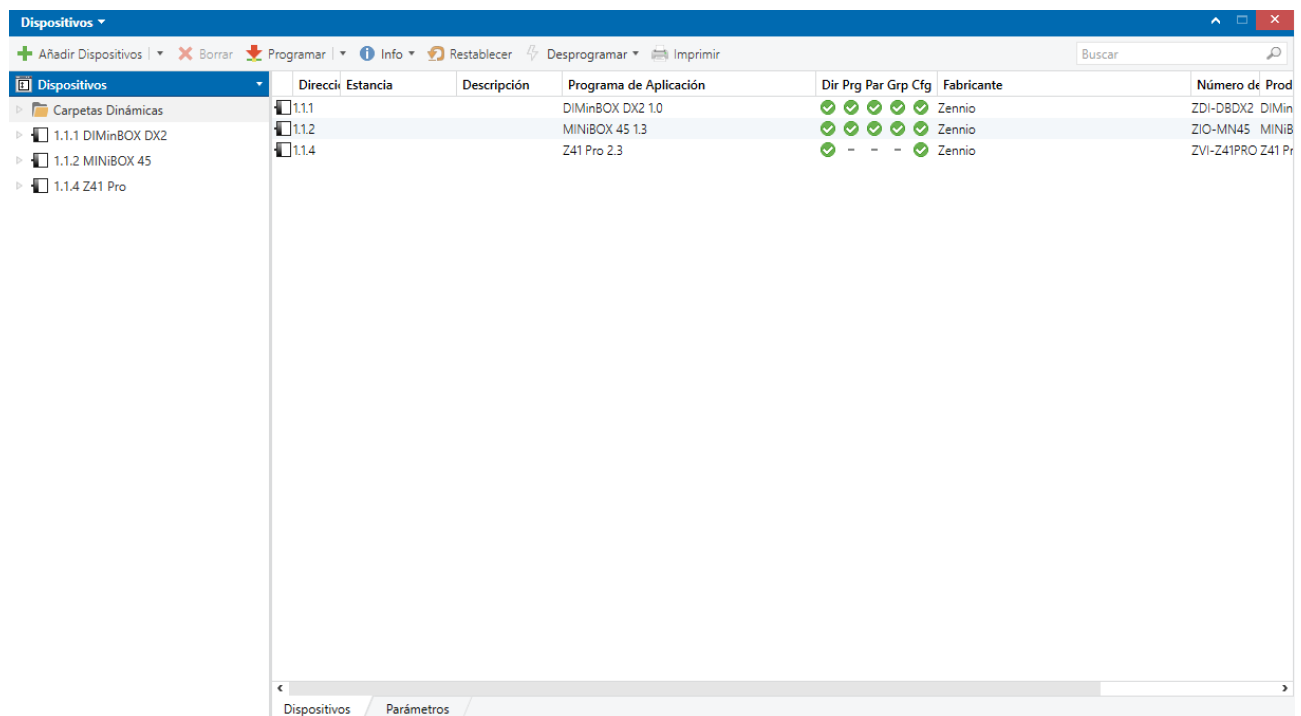 Dispositivos
Añadir Dispositivos Borrar Programar Info Restablecer Desprogramar Imprimir Buscar
Dispositivos
Carpetas Dinámicas
1.1.1 DIMinBOX DX2
1.1.2 MINiBOX 45
1.1.4 Z41 Pro
Direcci Estancia Descripción Programa de Aplicación Dir Prg Par Grp Cfg Fabricante Número de Prod
1.1.1 DIMinBOX DX2 1.0 Zennio ZDI-DBDX2 DIMin
1.1.2 MINiBOX 45 1.3 Zennio ZIO-MN45 MINiB
1.1.4 Z41 Pro 2.3 – – – Zennio ZVI-Z41PRO Z41 Pr
Dispositivos Parámetros